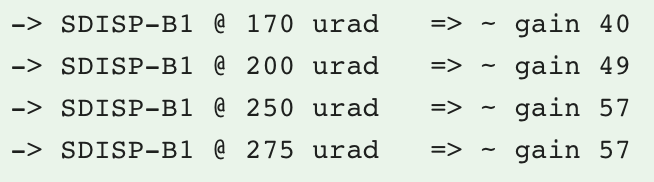 -> SDISP-B1 @ 170 urad   => ~ gain 40
-> SDISP-B1 @ 200 urad   => ~ gain 49
-> SDISP-B1 @ 250 urad   => ~ gain 57
-> SDISP-B1 @ 275 urad   => ~ gain 57